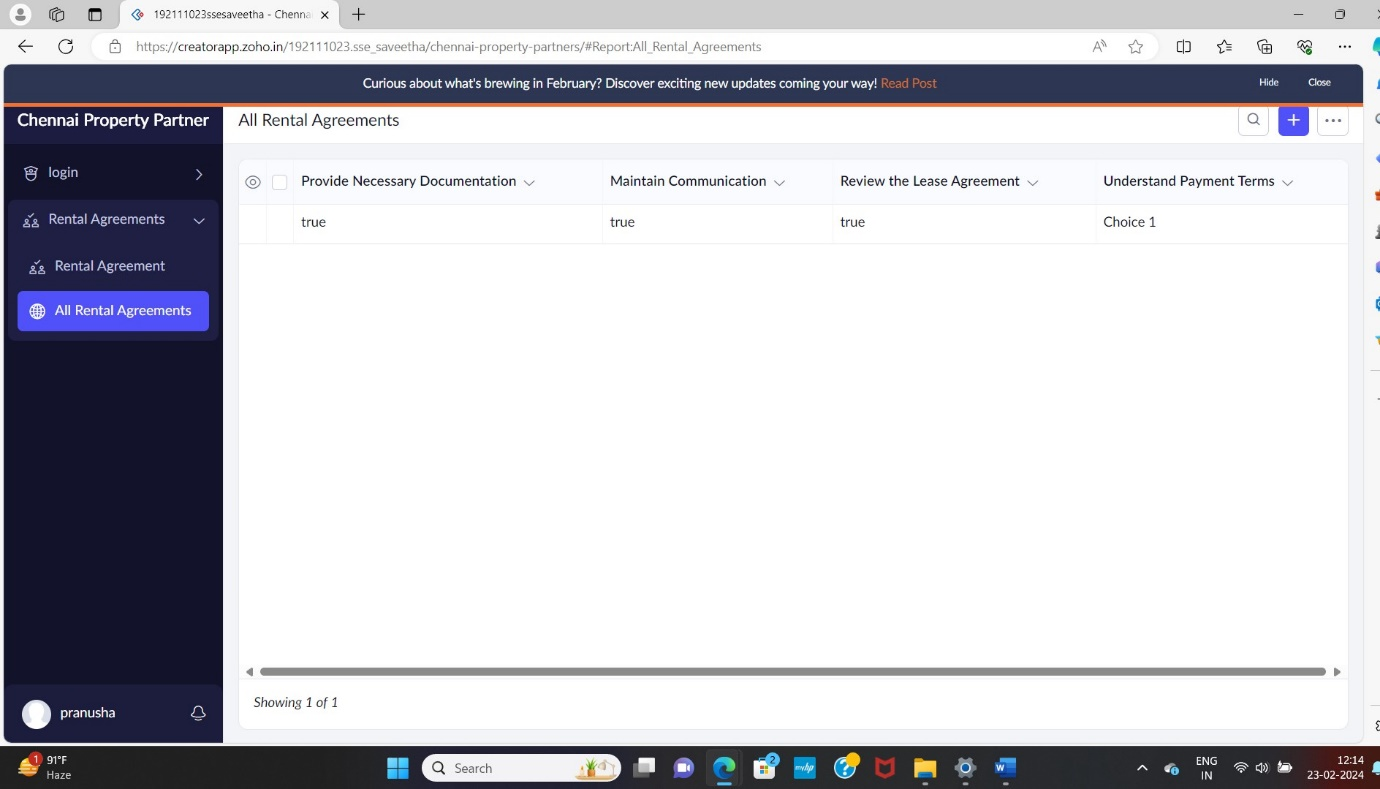 192111023ssesaveetha - Chenna
https://creatorapp.zoho.in/192111023.sse_saveetha/chennai-property-partners/#Report:All_Rental_Agreements
Curious about what's brewing in February? Discover exciting new updates coming your way! Read Post Hide Close
Chennai Property Partner All Rental Agreements
login
Provide Necessary Documentation Maintain Communication Review the Lease Agreement Understand Payment Terms
Rental Agreements
true true true Choice 1
Rental Agreement
All Rental Agreements
Showing 1 of 1
pranusha
1 91°F
Haze
Search
2
ENG
IN
12:14
23-02-2024